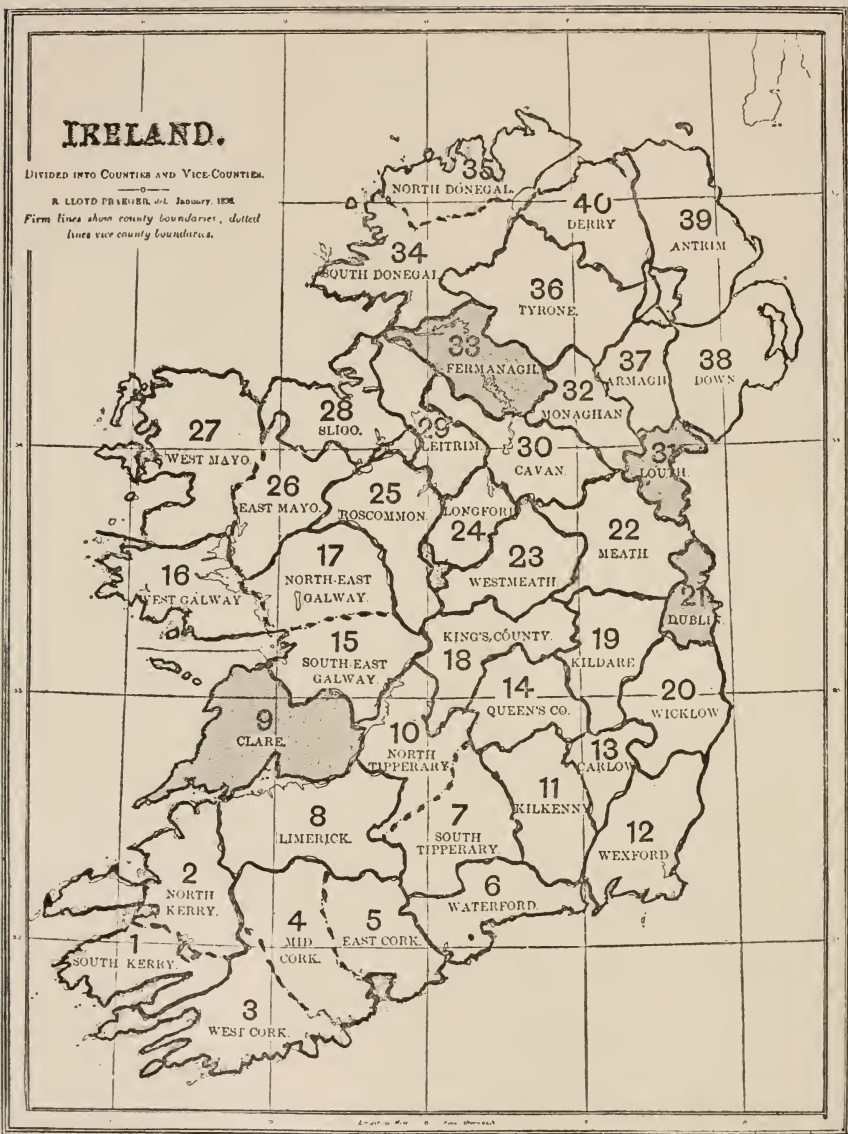 IRELAND.
DIVIDED INTO COUNTIES AND VICE-COUNTIES.
R. LLOYD PRAEGER, del. January, 1896.
Firm lines show county boundaries, dotted
lines vice county boundaries.
35
NORTH DONEGAL.
40
DERRY
39
ANTRIM
34
SOUTH DONEGAL
36
TYRONE.
33
FERMANAGH.
37
ARMAGH
38
DOWN
32
MONAGHAN
28
SLIGO.
29
LEITRIM.
27
WEST MAYO.
30
CAVAN.
31
LOUTH.
26
EAST MAYO.
25
ROSCOMMON.
LONGFORD
24
22
MEATH
23
WESTMEATH
17
NORTH-EAST
GALWAY.
16
WEST GALWAY
21
DUBLIN.
KING'S COUNTY.
18
19
KILDARE
15
SOUTH-EAST
GALWAY.
14
QUEEN'S CO.
20
WICKLOW
9
CLARE.
10
NORTH
TIPPERARY
13
CARLOW
11
KILKENNY
8
LIMERICK.
7
SOUTH
TIPPERARY.
12
WEXFORD
2
NORTH
KERRY.
6
WATERFORD.
4
MID
CORK.
5
EAST CORK.
1
SOUTH KERRY.
3
WEST CORK.